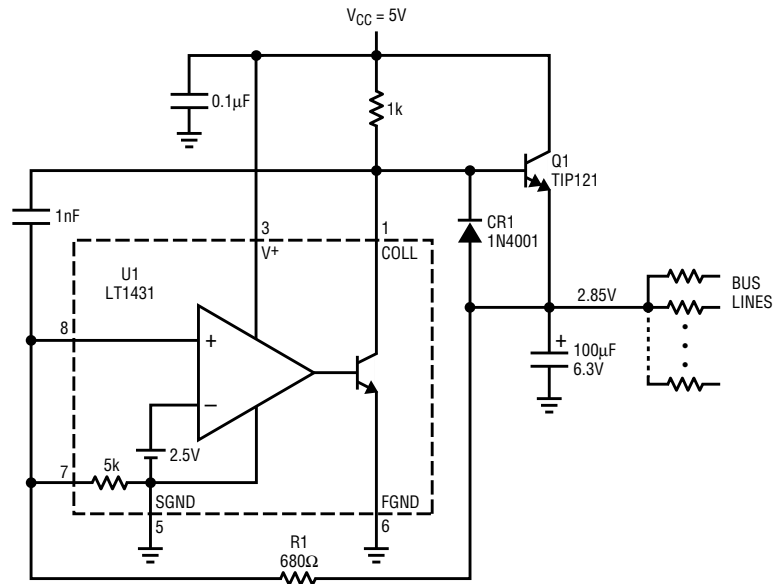 VCC = 5V
0.1µF
1k
Q1
TIP121
1nF
CR1
1N4001
3
V+
1
COLL
U1
LT1431
8
+
−
2.85V
BUS
LINES
+
100µF
6.3V
2.5V
7
5k
SGND
5
FGND
6
R1
680Ω